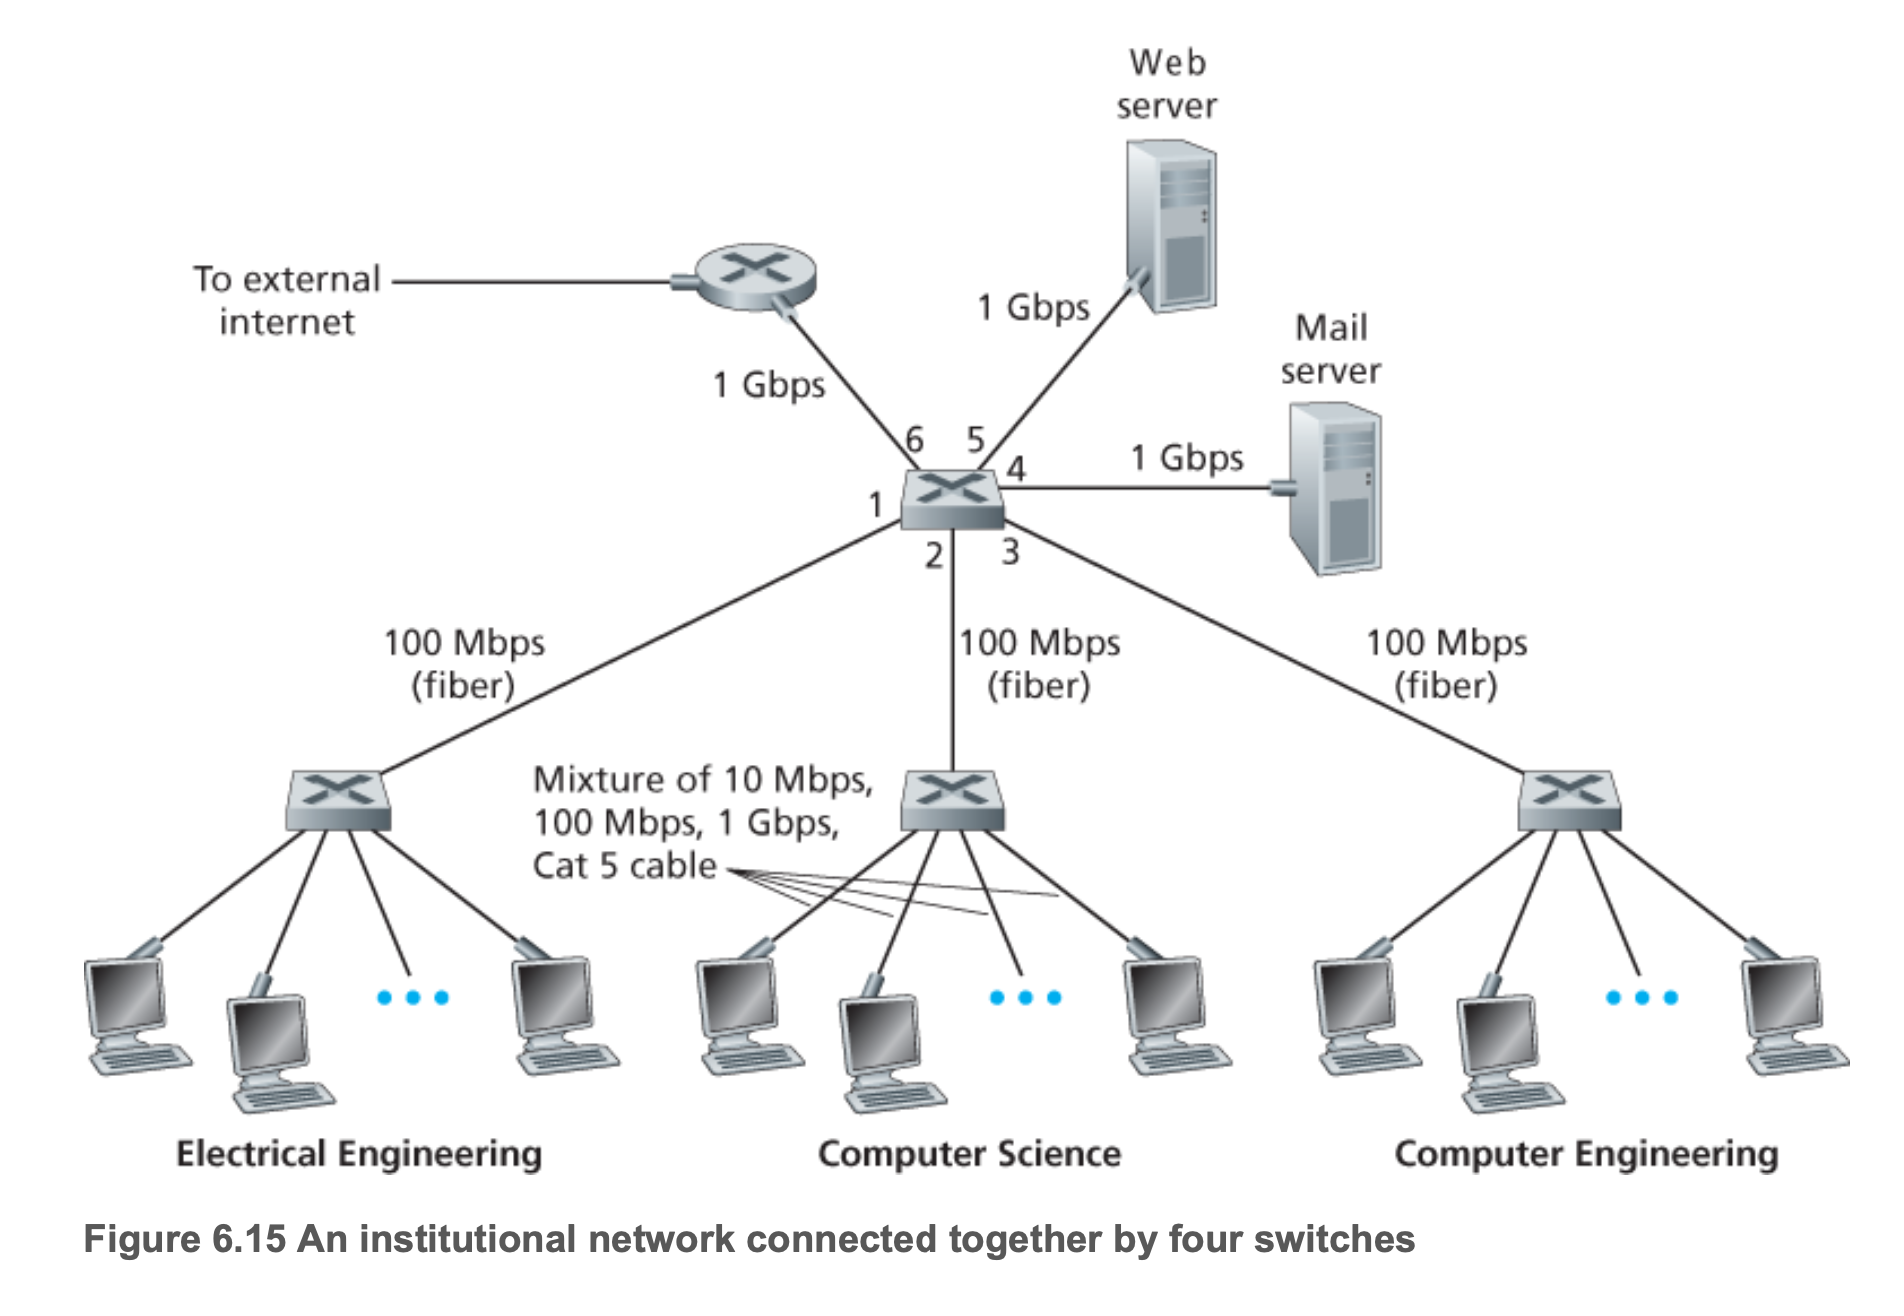 Web
server
To external
internet
1 Gbps
Mail
server
1 Gbps
6
5
4
1 Gbps
1
2
3
100 Mbps
(fiber)
100 Mbps
(fiber)
100 Mbps
(fiber)
Mixture of 10 Mbps,
100 Mbps, 1 Gbps,
Cat 5 cable
Electrical Engineering
Computer Science
Computer Engineering
Figure 6.15 An institutional network connected together by four switches